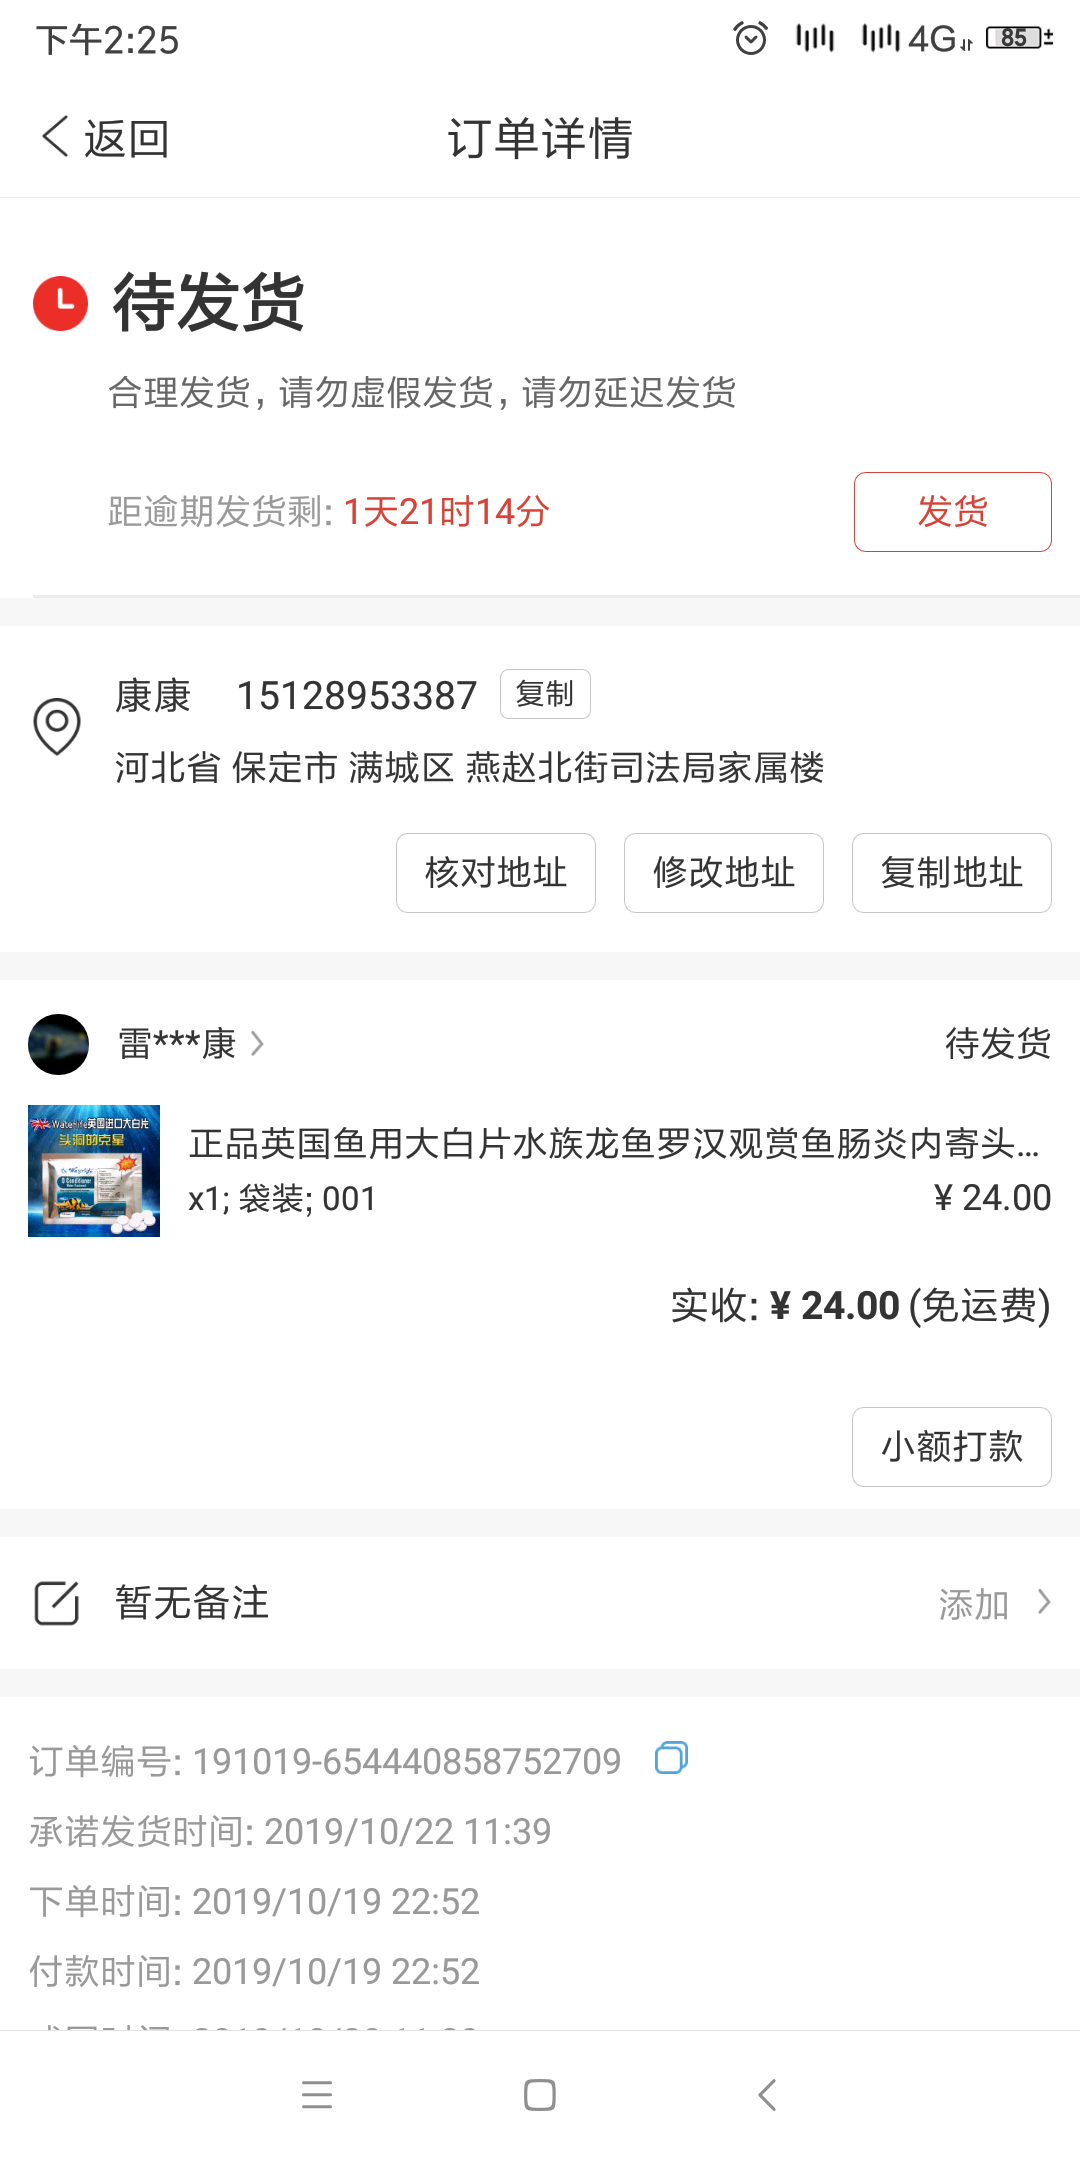 下午2:25
4G 85
返回
订单详情
待发货
合理发货,请勿虚假发货,请勿延迟发货
距逾期发货剩: 1天21时14分
发货
康康 15128953387 复制
河北省 保定市 满城区 燕赵北街司法局家属楼
核对地址 修改地址 复制地址
雷***康
待发货
Waterlife英国进口大白片
头洞的克星
正品英国鱼用大白片水族龙鱼罗汉观赏鱼肠炎内寄头...
x1; 袋装; 001
¥ 24.00
实收: ¥ 24.00 (免运费)
小额打款
暂无备注
添加
订单编号: 191019-654440858752709
承诺发货时间: 2019/10/22 11:39
下单时间: 2019/10/19 22:52
付款时间: 2019/10/19 22:52